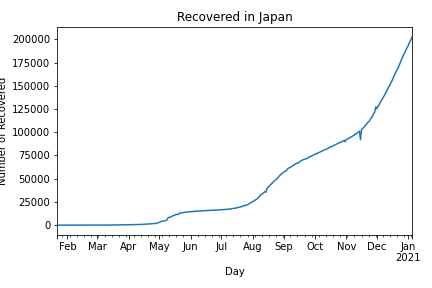 Recovered in Japan
Number of Recovered
200000
175000
150000
125000
100000
75000
50000
25000
0
Feb Mar Apr May Jun Jul Aug Sep Oct Nov Dec Jan
2021
Day